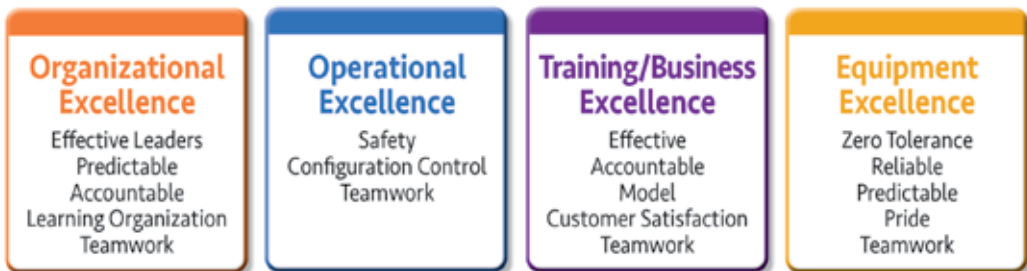 Organizational
Excellence
Effective Leaders
Predictable
Accountable
Learning Organization
Teamwork
Operational
Excellence
Safety
Configuration Control
Teamwork
Training/Business
Excellence
Effective
Accountable
Model
Customer Satisfaction
Teamwork
Equipment
Excellence
Zero Tolerance
Reliable
Predictable
Pride
Teamwork